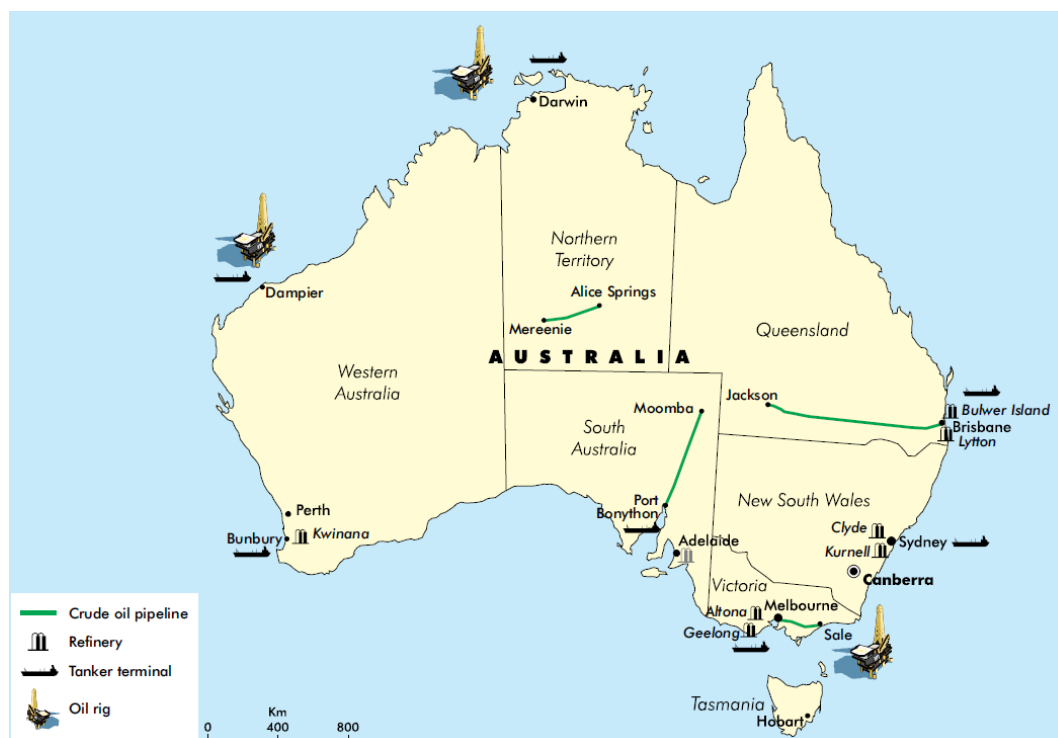 Darwin
Northern
Territory
Dampier
Alice Springs
Mereenie
Queensland
A U S T R A L I A
Western
Australia
Jackson
Moomba
Bulwer Island
Brisbane
Lytton
South
Australia
Port
Bonython
New South Wales
Perth
Kwinana
Bunbury
Clyde
Sydney
Kurnell
Adelaide
Canberra
Victoria
Altona
Melbourne
Geelong
Sale
Tasmania
Hobart
Crude oil pipeline
Refinery
Tanker terminal
Oil rig
Km
0 400 800